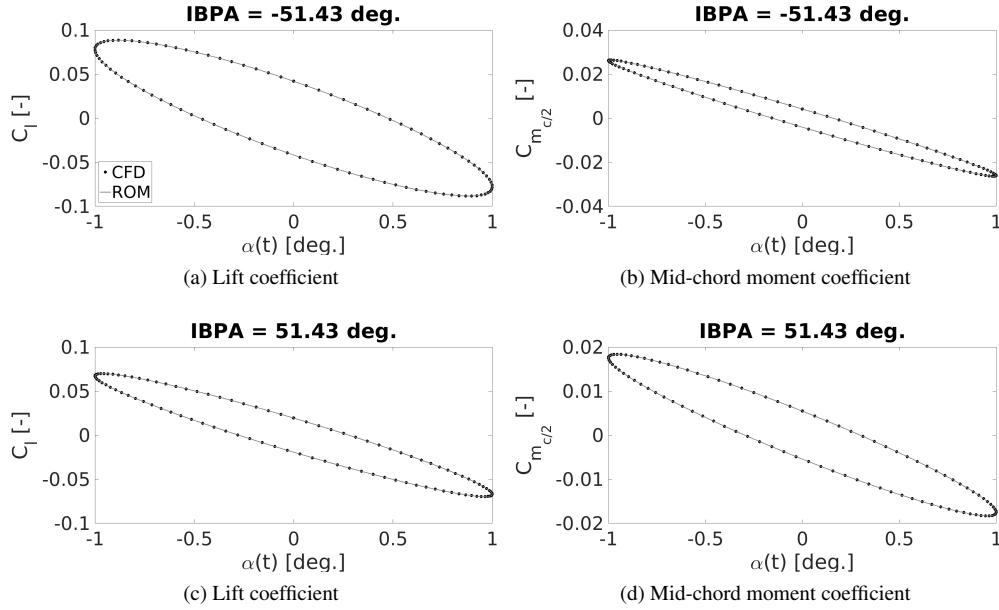 IBPA = -51.43 deg.
0.1
0.05
0
-0.05
-0.1
C_l [-]
CFD
ROM
-1 -0.5 0 0.5 1
α(t) [deg.]
(a) Lift coefficient
IBPA = -51.43 deg.
0.04
0.02
0
-0.02
-0.04
C_{m_{c/2}} [-]
-1 -0.5 0 0.5 1
α(t) [deg.]
(b) Mid-chord moment coefficient
IBPA = 51.43 deg.
0.1
0.05
0
-0.05
-0.1
C_l [-]
-1 -0.5 0 0.5 1
α(t) [deg.]
(c) Lift coefficient
IBPA = 51.43 deg.
0.02
0.01
0
-0.01
-0.02
C_{m_{c/2}} [-]
-1 -0.5 0 0.5 1
α(t) [deg.]
(d) Mid-chord moment coefficient